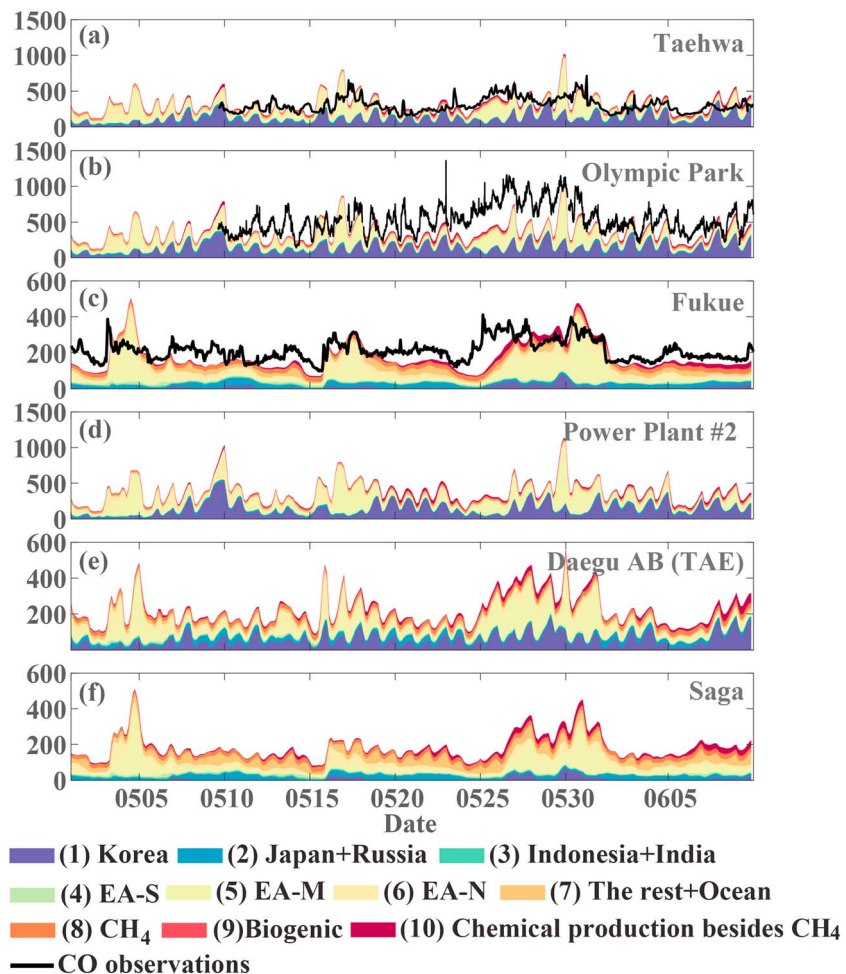 1500
1000
500
0
(a)
Taehwa
1500
1000
500
0
(b)
Olympic Park
600
400
200
0
(c)
Fukue
1500
1000
500
0
(d)
Power Plant #2
600
400
200
(e)
Daegu AB (TAE)
600
400
200
0
(f)
Saga
0505 0510 0515 0520 0525 0530 0605
Date
(1) Korea (2) Japan+Russia (3) Indonesia+India
(4) EA-S (5) EA-M (6) EA-N (7) The rest+Ocean
(8) CH4 (9)Biogenic (10) Chemical production besides CH4
CO observations